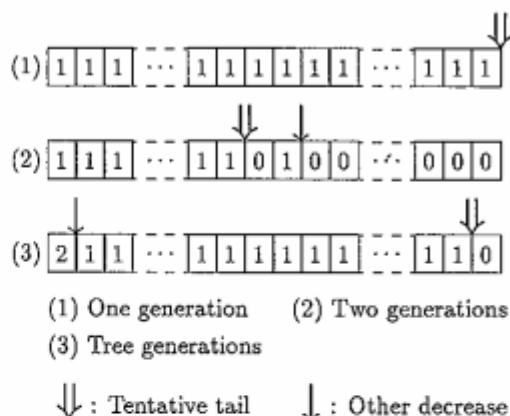 (1) 1 1 1 ··· 1 1 1 1 1 1 ··· 1 1 1
(2) 1 1 1 ··· 1 1 0 1 0 0 ··· 0 0 0
(3) 2 1 1 ··· 1 1 1 1 1 1 ··· 1 1 0
(1) One generation (2) Two generations
(3) Tree generations
⇓ : Tentative tail ↓ : Other decrease